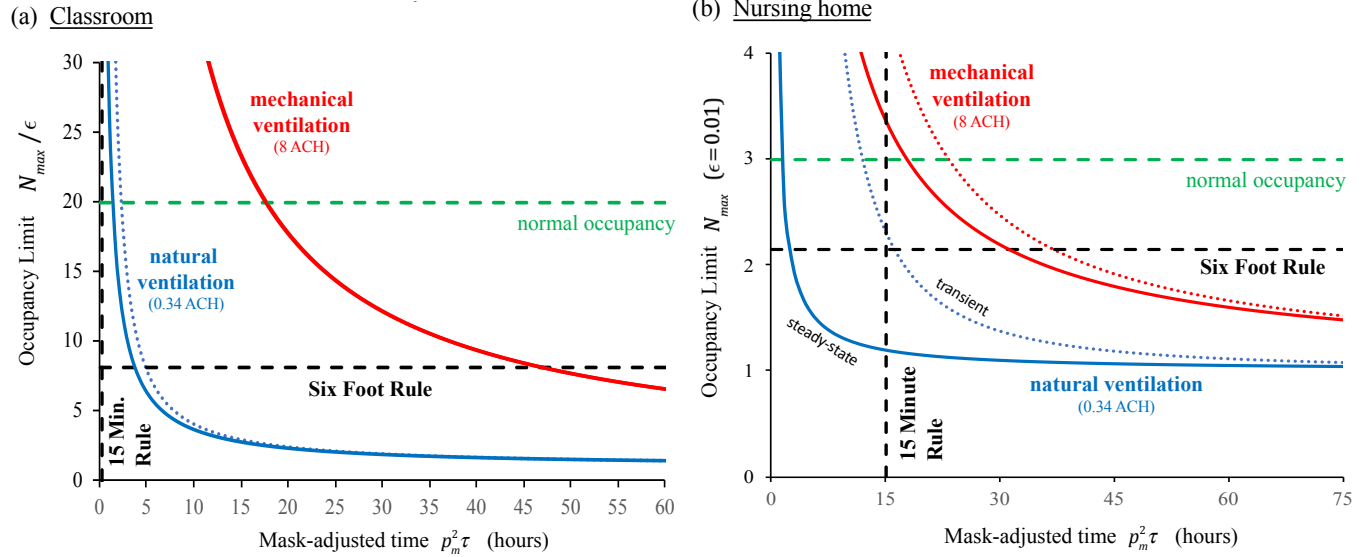 (a) Classroom
30
25
20
15
10
5
0
Occupancy Limit N_max / ϵ
mechanical
ventilation
(8 ACH)
normal occupancy
natural
ventilation
(0.34 ACH)
Six Foot Rule
15 Min.
Rule
0 5 10 15 20 25 30 35 40 45 50 55 60
Mask-adjusted time p_m^2 τ (hours)
(b) Nursing home
4
3
2
1
0
Occupancy Limit N_max (ϵ = 0.01)
mechanical
ventilation
(8 ACH)
normal occupancy
Six Foot Rule
transient
steady-state
natural ventilation
(0.34 ACH)
15 Minute
Rule
0 15 30 45 60 75
Mask-adjusted time p_m^2 τ (hours)